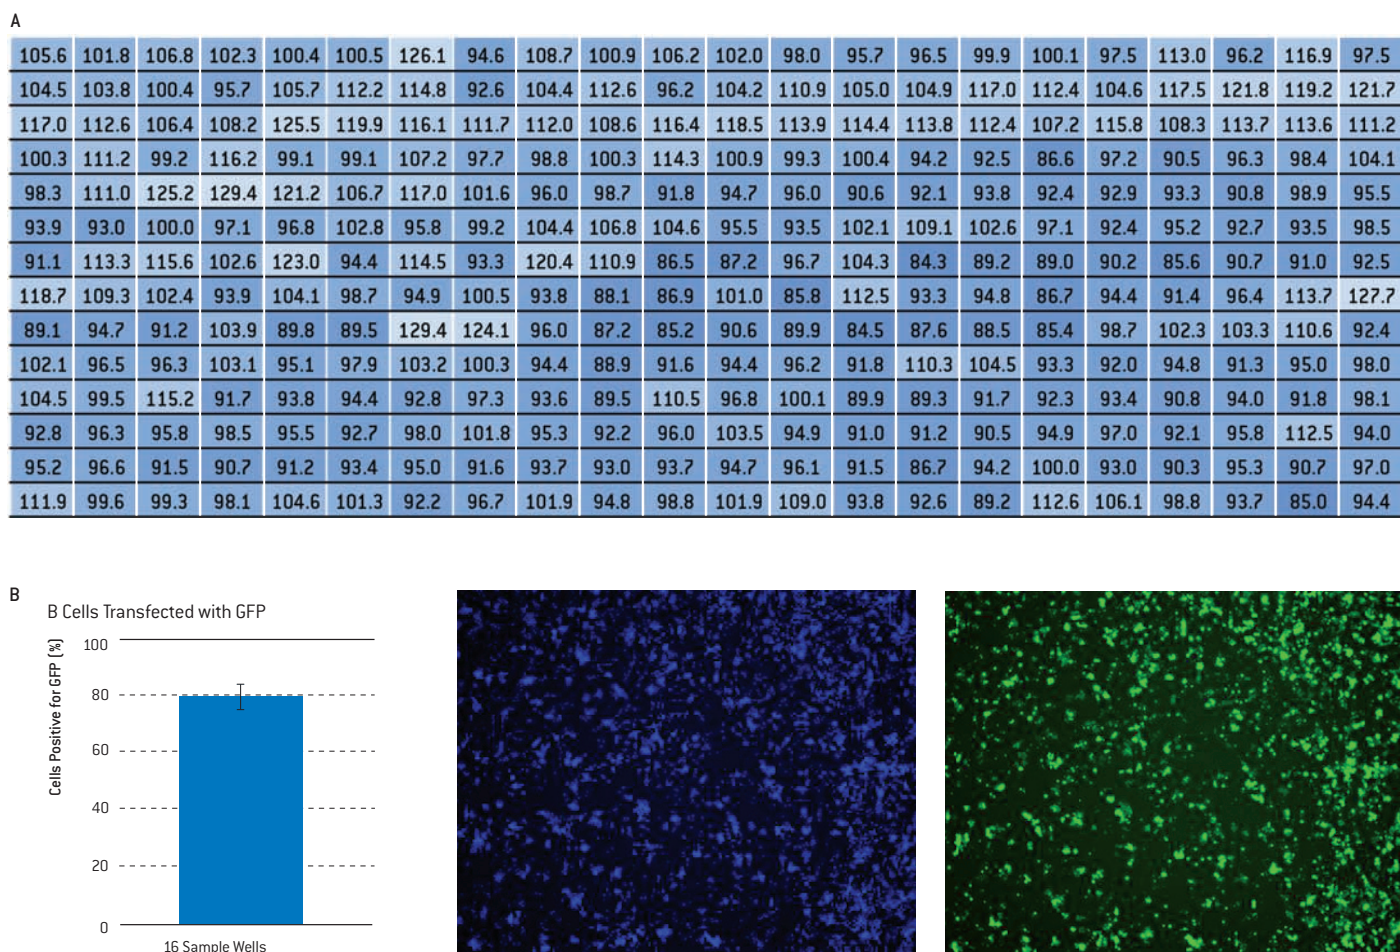 A
105.6 101.8 106.8 102.3 100.4 100.5 126.1 94.6 108.7 100.9 106.2 102.0 98.0 95.7 96.5 99.9 100.1 97.5 113.0 96.2 116.9 97.5
104.5 103.8 100.4 95.7 105.7 112.2 114.8 92.6 104.4 112.6 96.2 104.2 110.9 105.0 104.9 117.0 112.4 104.6 117.5 121.8 119.2 121.7
117.0 112.6 106.4 108.2 125.5 119.9 116.1 111.7 112.0 108.6 116.4 118.5 113.9 114.4 113.8 112.4 107.2 115.8 108.3 113.7 113.6 111.2
100.3 111.2 99.2 116.2 99.1 99.1 107.2 97.7 98.8 100.3 114.3 100.9 99.3 100.4 94.2 92.5 86.6 97.2 90.5 96.3 98.4 104.1
98.3 111.0 125.2 129.4 121.2 106.7 117.0 101.6 96.0 98.7 91.8 94.7 96.0 90.6 92.1 93.8 92.4 92.9 93.3 90.8 98.9 95.5
93.9 93.0 100.0 97.1 96.8 102.8 95.8 99.2 104.4 106.8 104.6 95.5 93.5 102.1 109.1 102.6 97.1 92.4 95.2 92.7 93.5 98.5
91.1 113.3 115.6 102.6 123.0 94.4 114.5 93.3 120.4 110.9 86.5 87.2 96.7 104.3 84.3 89.2 89.0 90.2 85.6 90.7 91.0 92.5
118.7 109.3 102.4 93.9 104.1 98.7 94.9 100.5 93.8 88.1 86.9 101.0 85.8 112.5 93.3 94.8 86.7 94.4 91.4 96.4 113.7 127.7
89.1 94.7 91.2 103.9 89.8 89.5 129.4 124.1 96.0 87.2 85.2 90.6 89.9 84.5 87.6 88.5 85.4 98.7 102.3 103.3 110.6 92.4
102.1 96.5 96.3 103.1 95.1 97.9 103.2 100.3 94.4 88.9 91.6 94.4 96.2 91.8 110.3 104.5 93.3 92.0 94.8 91.3 95.0 98.0
104.5 99.5 115.2 91.7 93.8 94.4 92.8 97.3 93.6 89.5 110.5 96.8 100.1 89.9 89.3 91.7 92.3 93.4 90.8 94.0 91.8 98.1
92.8 96.3 95.8 98.5 95.5 92.7 98.0 101.8 95.3 92.2 96.0 103.5 94.9 91.0 91.2 90.5 94.9 97.0 92.1 95.8 112.5 94.0
95.2 96.6 91.5 90.7 91.2 93.4 95.0 91.6 93.7 93.0 93.7 94.7 96.1 91.5 86.7 94.2 100.0 93.0 90.3 95.3 90.7 97.0
111.9 99.6 99.3 98.1 104.6 101.3 92.2 96.7 101.9 94.8 98.8 101.9 109.0 93.8 92.6 89.2 112.6 106.1 98.8 93.7 85.0 94.4
B
B Cells Transfected with GFP
Cells Positive for GFP (%)
100
80
60
40
20
0
16 Sample Wells